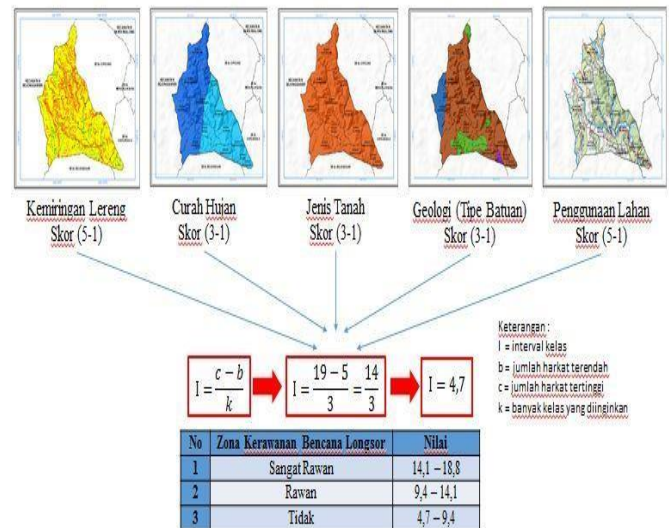 Kemiringan Lereng
Skor (5-1)
Curah Hujan
Skor (3-1)
Jenis Tanah
Skor (3-1)
Geologi (Tipe Batuan)
Skor (3-1)
Penggunaan Lahan
Skor (5-1)
Keterangan :
I = interval kelas
b = jumlah harkat terendah
c = jumlah harkat tertinggi
k = banyak kelas yang diinginkan
I = c − b / k
I = 19 − 5 / 3 = 14 / 3
I = 4,7
No Zona Kerawanan Bencana Longsor Nilai
1 Sangat Rawan 14,1 – 18,8
2 Rawan 9,4 – 14,1
3 Tidak 4,7 – 9,4